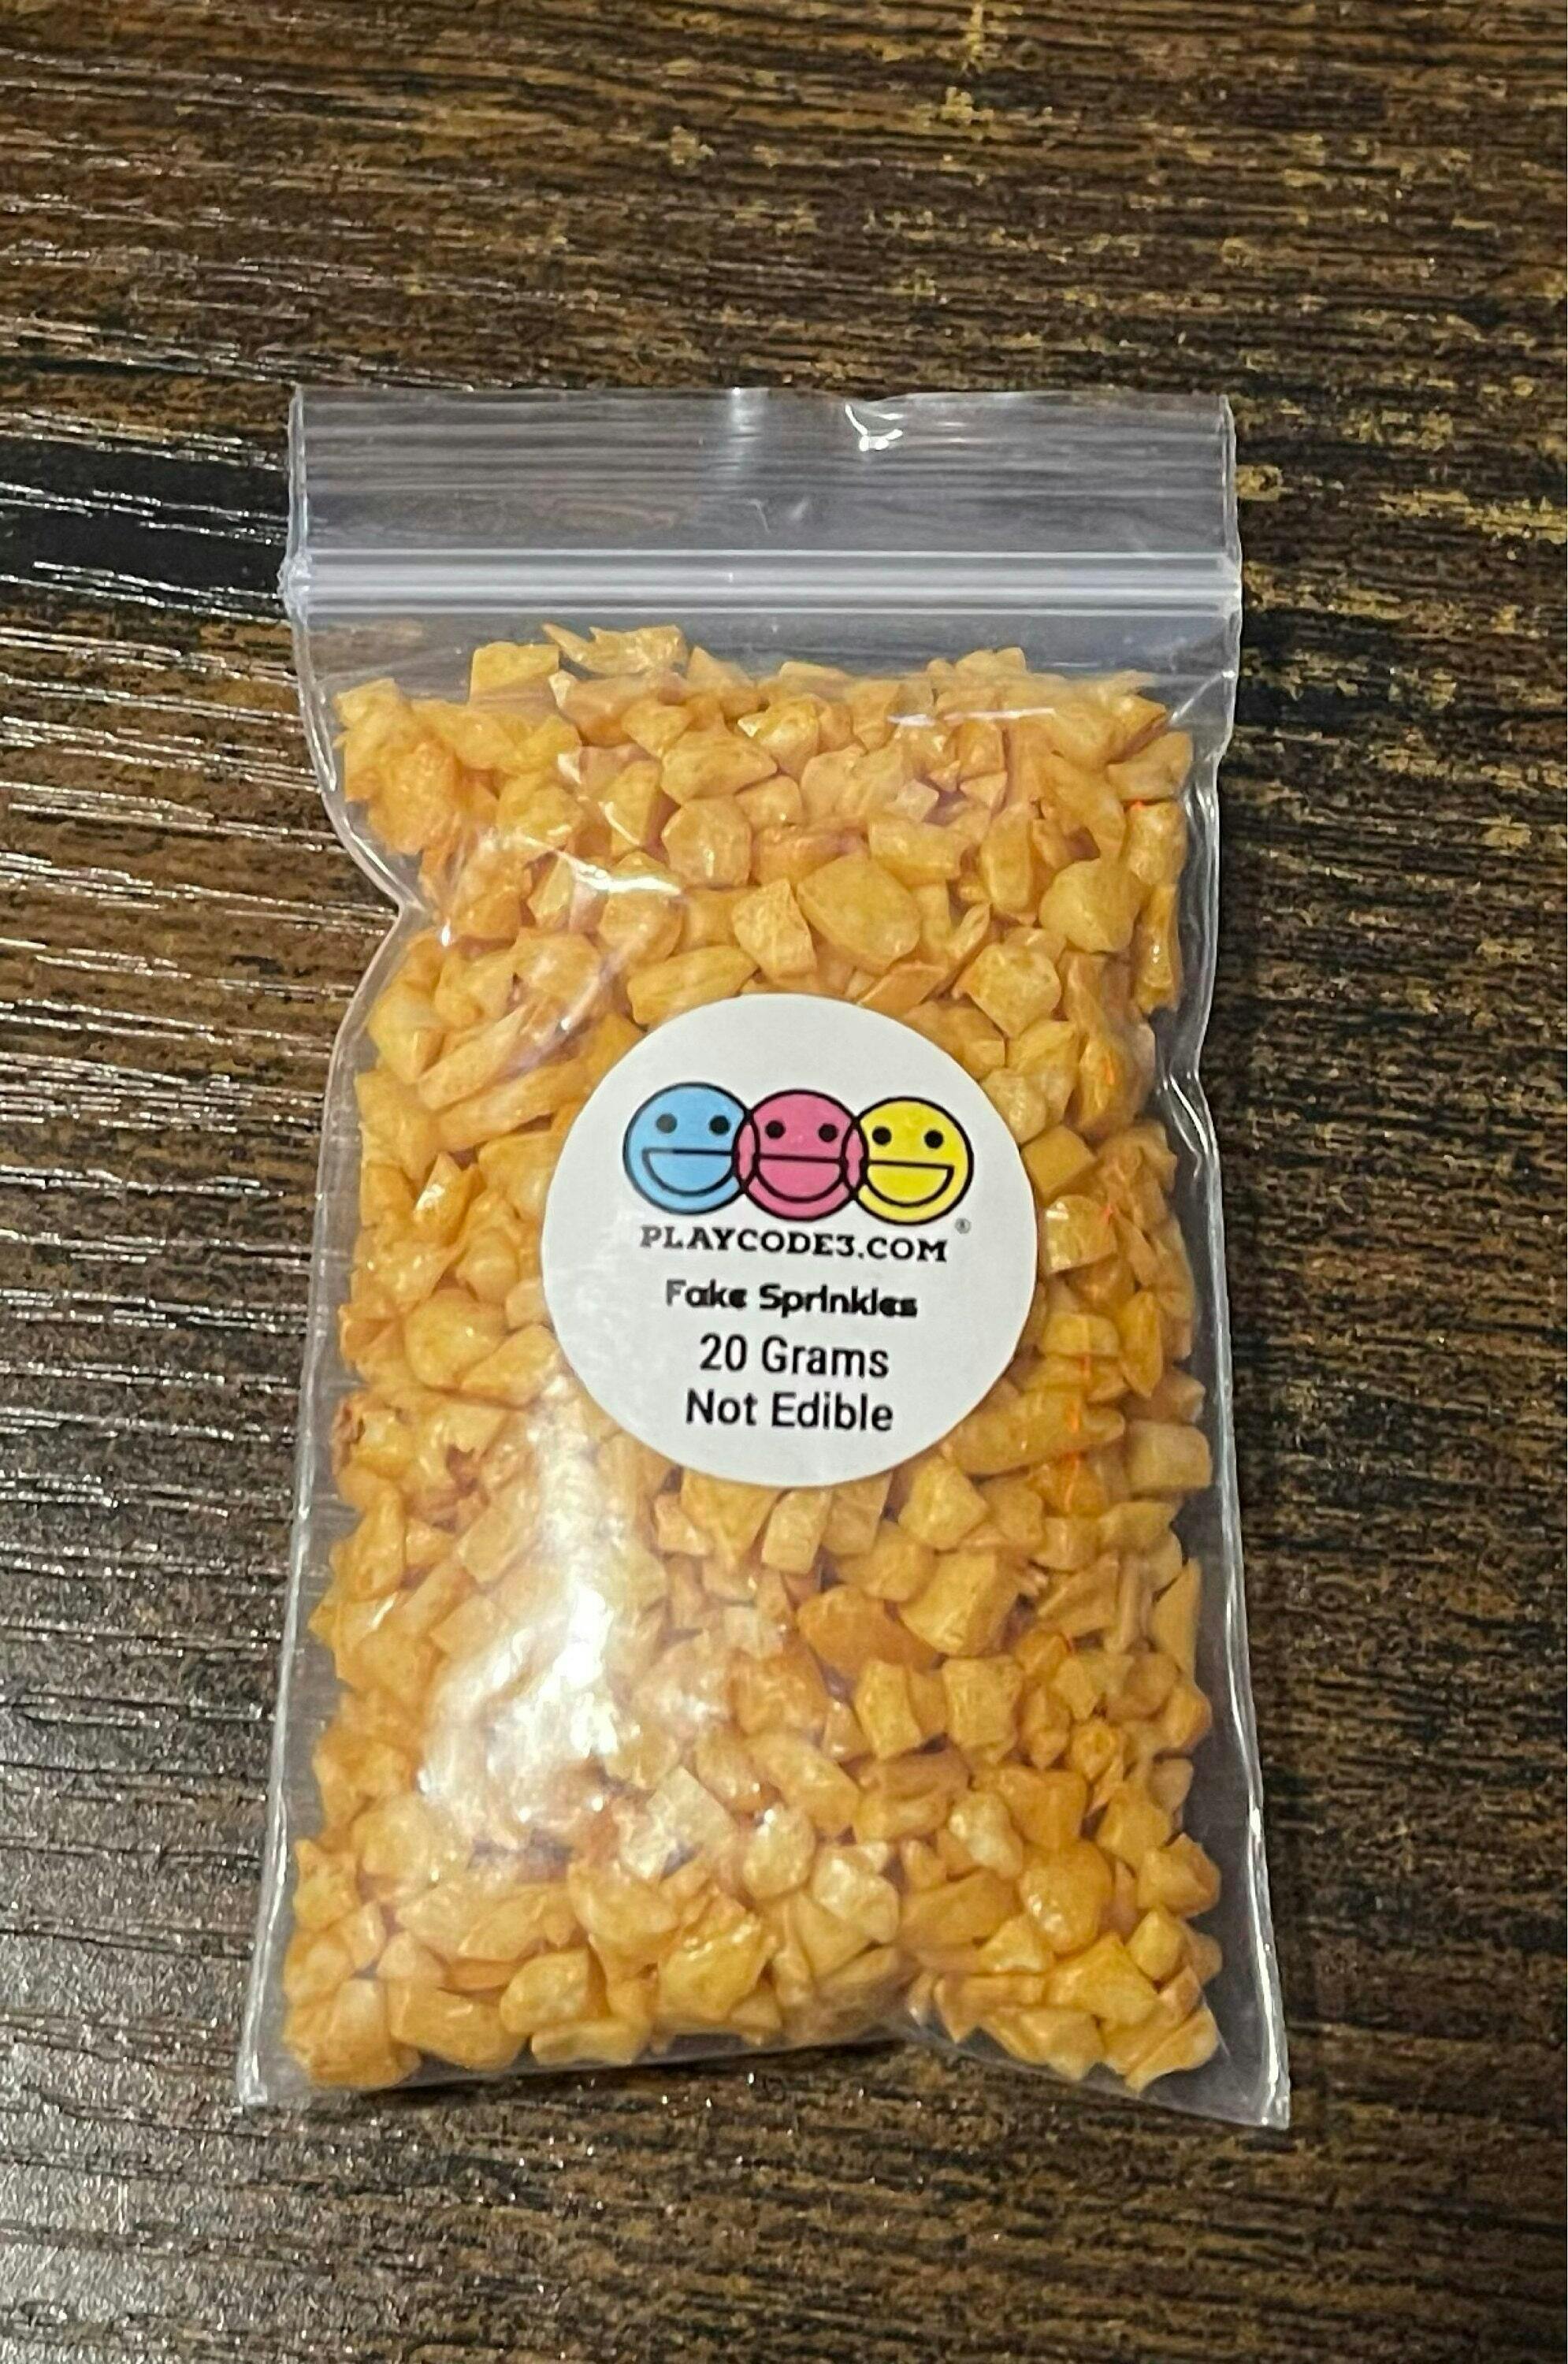 PLAYCODE3.COM®
Fake Sprinkles
20 Grams
Not Edible